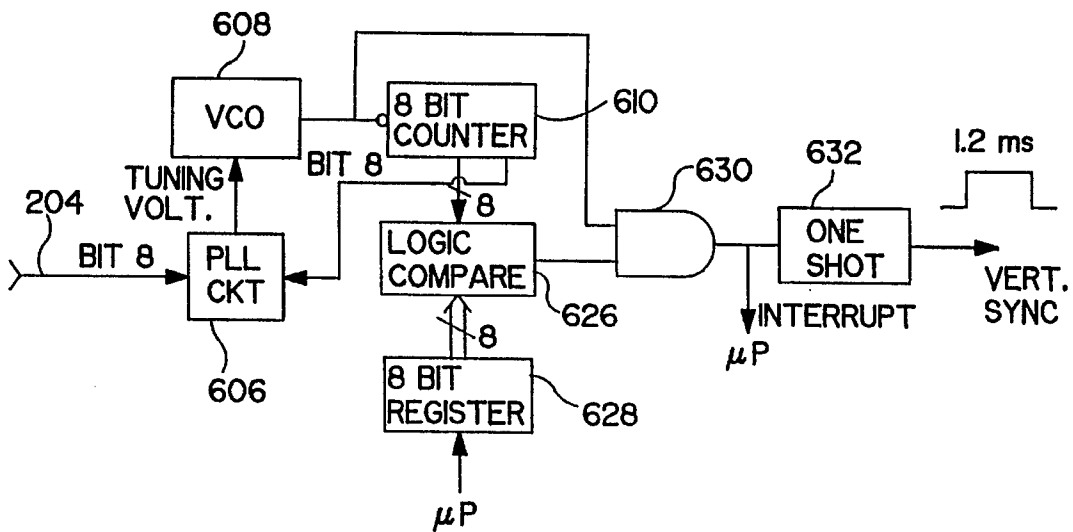 608
VCO
8 BIT
COUNTER
610
BIT 8
TUNING
VOLT.
204
BIT 8
PLL
CKT
606
8
LOGIC
COMPARE
626
8
8 BIT
REGISTER
628
μP
630
632
ONE
SHOT
1.2 ms
VERT.
SYNC
INTERRUPT
μP